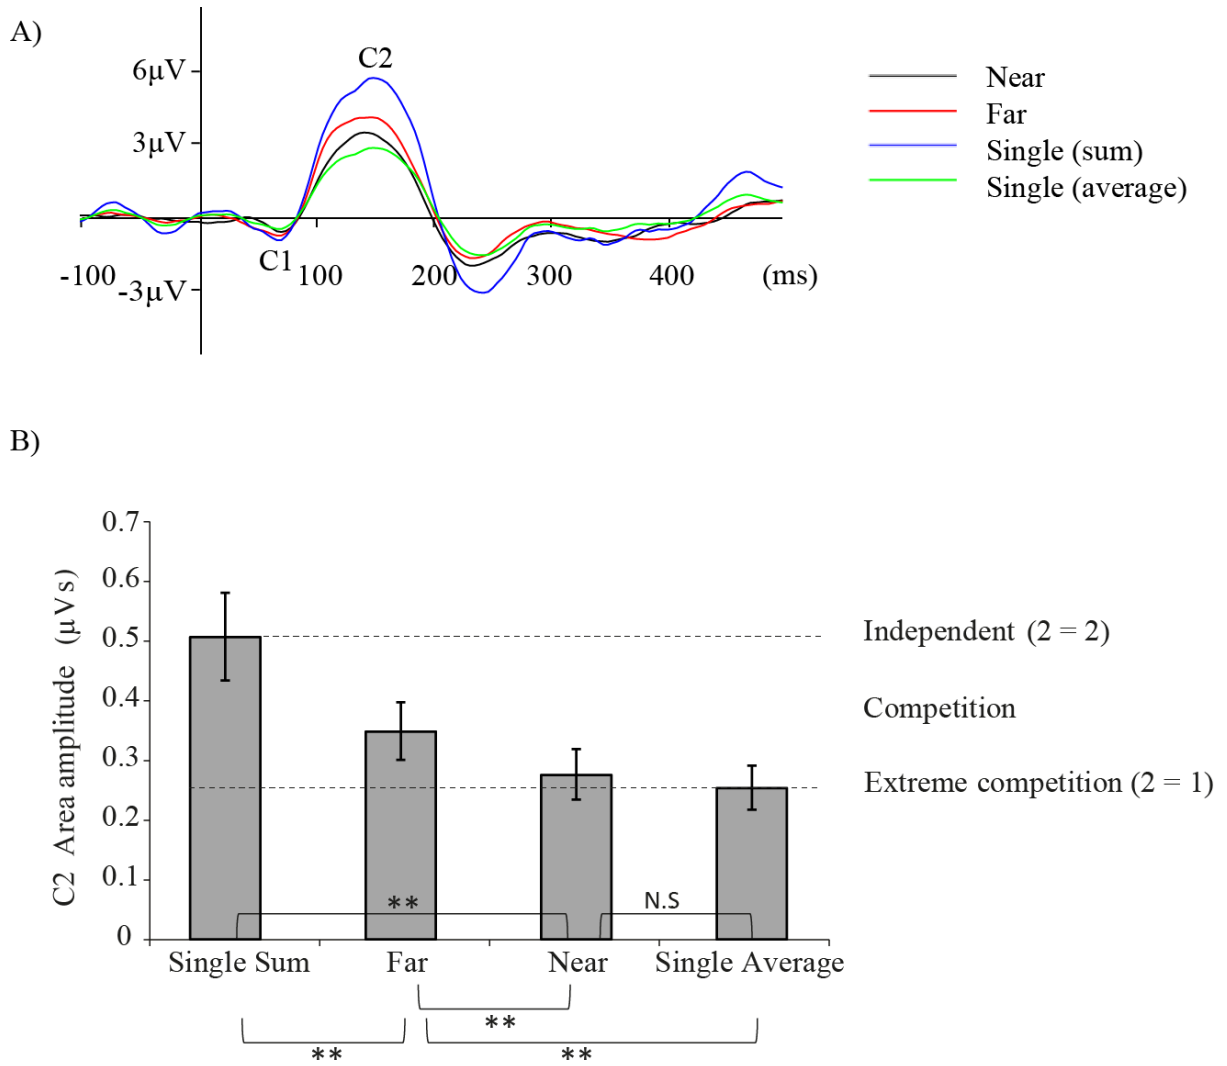 A)
6μV
C2
3μV
C1
-100
100
200
300
400
(ms)
-3μV
Near
Far
Single (sum)
Single (average)
B)
C2 Area amplitude (μVs)
0.7
0.6
0.5
0.4
0.3
0.2
0.1
0
Independent (2 = 2)
Competition
Extreme competition (2 = 1)
**
N.S
Single Sum
Far
Near
Single Average
**
**
**